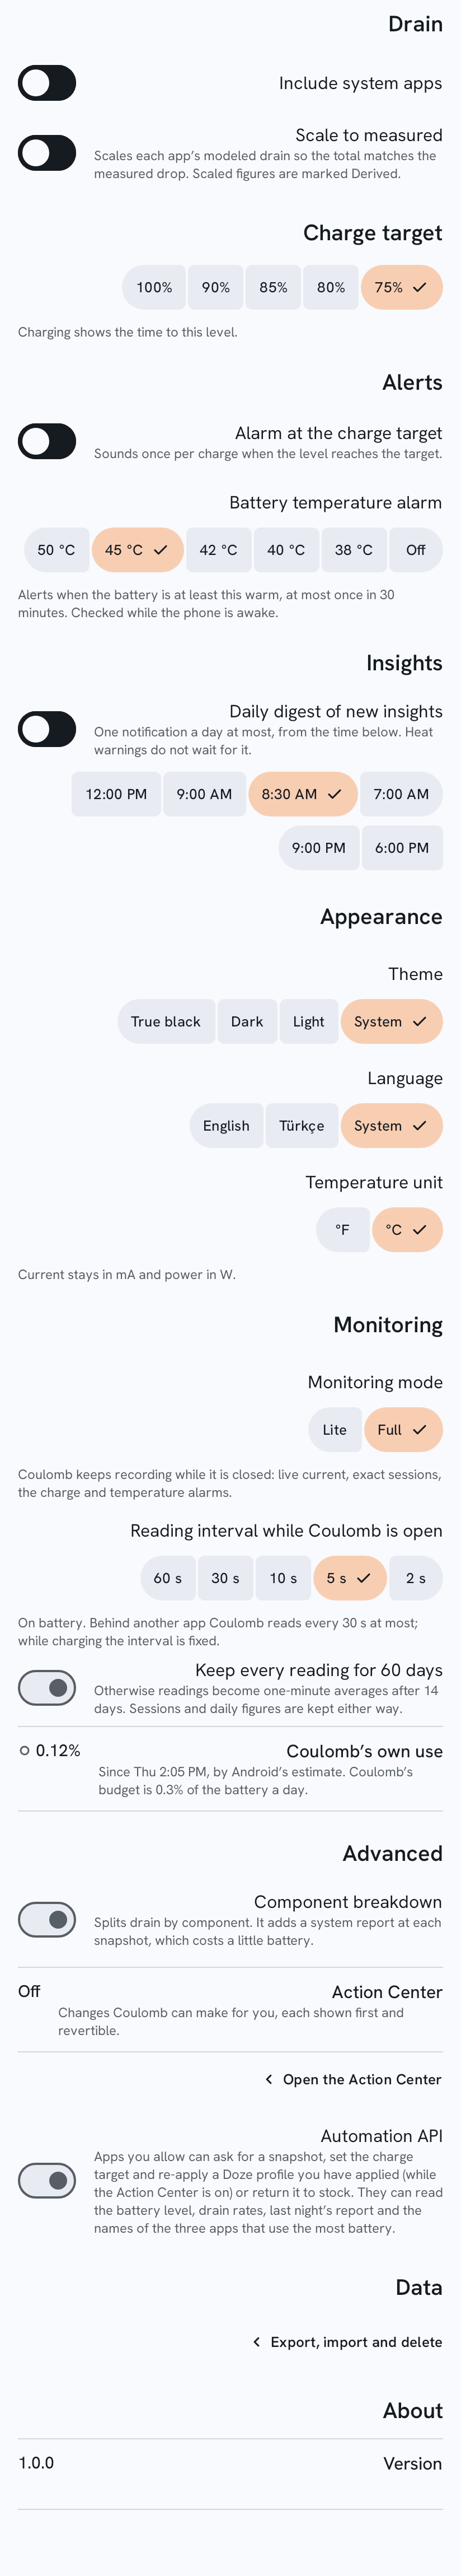 Drain
Include system apps
Scale to measured
Scales each app's modeled drain so the total matches the
measured drop. Scaled figures are marked Derived.
Charge target
100% 90% 85% 80% 75%
Charging shows the time to this level.
Alerts
Alarm at the charge target
Sounds once per charge when the level reaches the target.
Battery temperature alarm
50 °C 45 °C 42 °C 40 °C 38 °C Off
Alerts when the battery is at least this warm, at most once in 30
minutes. Checked while the phone is awake.
Insights
Daily digest of new insights
One notification a day at most, from the time below. Heat
warnings do not wait for it.
12:00 PM 9:00 AM 8:30 AM 7:00 AM
9:00 PM 6:00 PM
Appearance
Theme
True black Dark Light System
Language
English Türkçe System
Temperature unit
°F °C
Current stays in mA and power in W.
Monitoring
Monitoring mode
Lite Full
Coulomb keeps recording while it is closed: live current, exact sessions,
the charge and temperature alarms.
Reading interval while Coulomb is open
60 s 30 s 10 s 5 s 2 s
On battery. Behind another app Coulomb reads every 30 s at most;
while charging the interval is fixed.
Keep every reading for 60 days
Otherwise readings become one-minute averages after 14
days. Sessions and daily figures are kept either way.
0.12% Coulomb's own use
Since Thu 2:05 PM, by Android's estimate. Coulomb's
budget is 0.3% of the battery a day.
Advanced
Component breakdown
Splits drain by component. It adds a system report at each
snapshot, which costs a little battery.
Off Action Center
Changes Coulomb can make for you, each shown first and
revertible.
Open the Action Center
Automation API
Apps you allow can ask for a snapshot, set the charge
target and re-apply a Doze profile you have applied (while
the Action Center is on) or return it to stock. They can read
the battery level, drain rates, last night's report and the
names of the three apps that use the most battery.
Data
Export, import and delete
About
1.0.0 Version